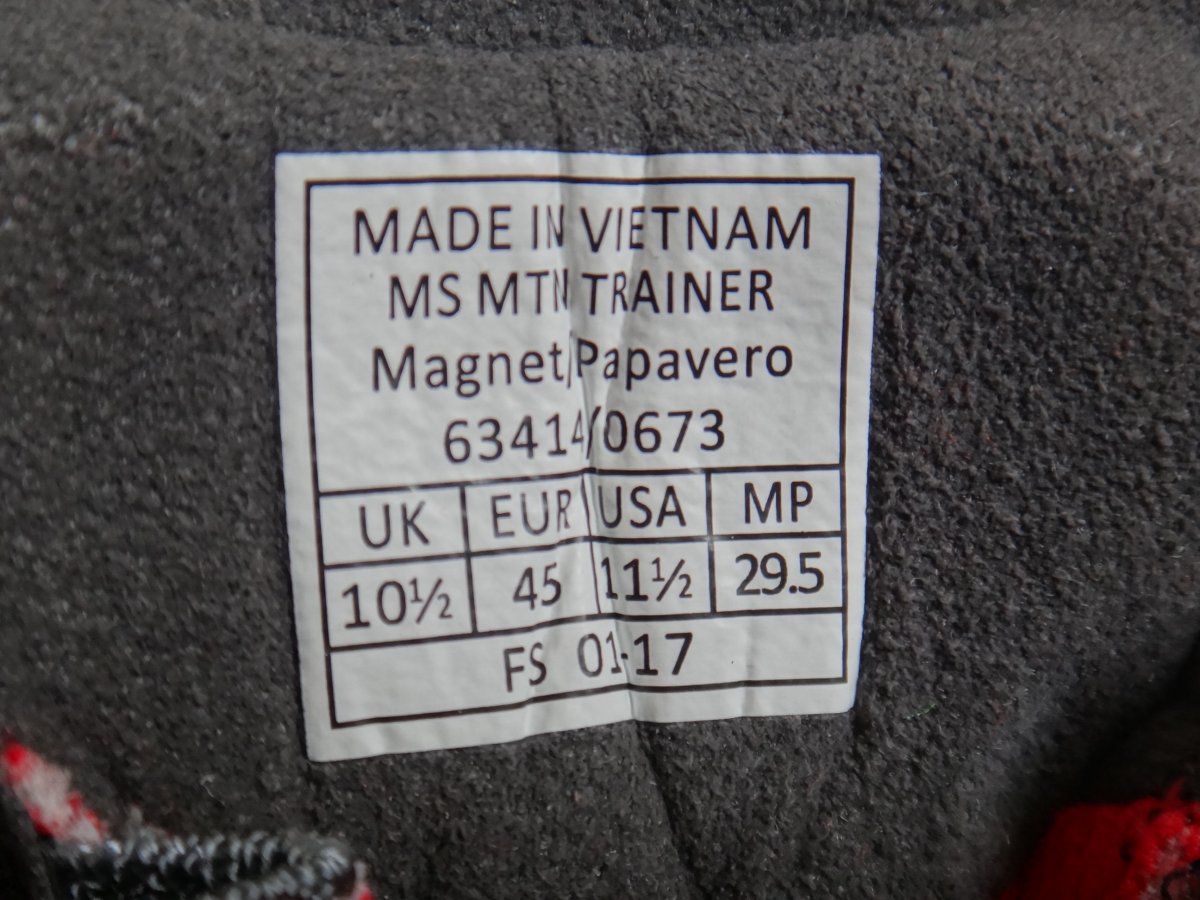 MADE IN VIETNAM
MS MTN TRAINER
Magnet/Papavero
63414/0673
UK EUR USA MP
10½ 45 11½ 29.5
FS 01-17